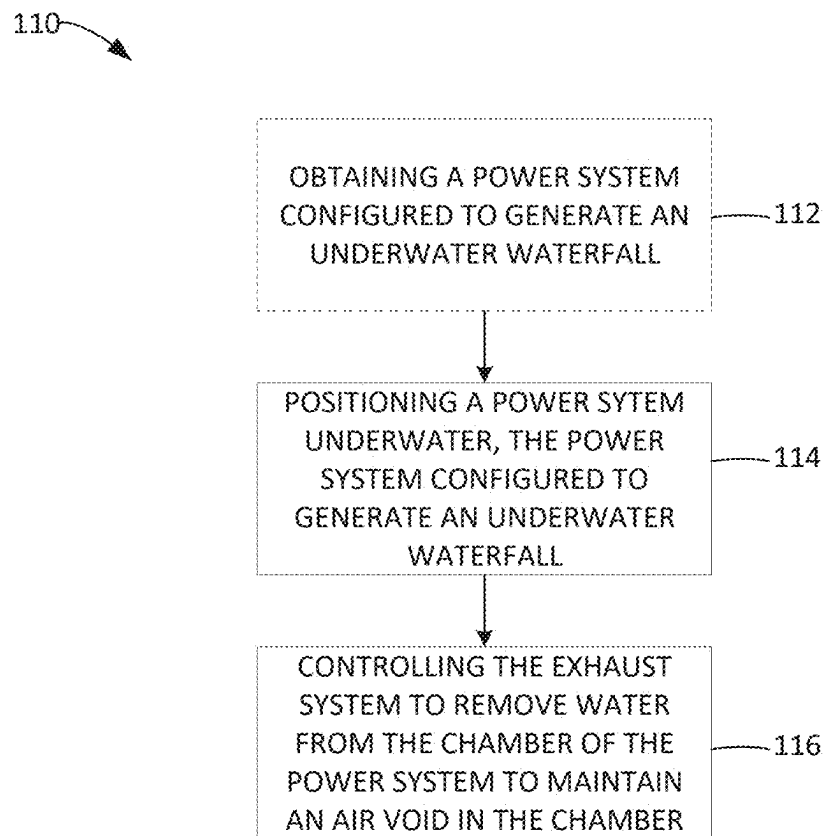 110
OBTAINING A POWER SYSTEM
CONFIGURED TO GENERATE AN
UNDERWATER WATERFALL
112
POSITIONING A POWER SYTEM
UNDERWATER, THE POWER
SYSTEM CONFIGURED TO
GENERATE AN UNDERWATER
WATERFALL
114
CONTROLLING THE EXHAUST
SYSTEM TO REMOVE WATER
FROM THE CHAMBER OF THE
POWER SYSTEM TO MAINTAIN
AN AIR VOID IN THE CHAMBER
116